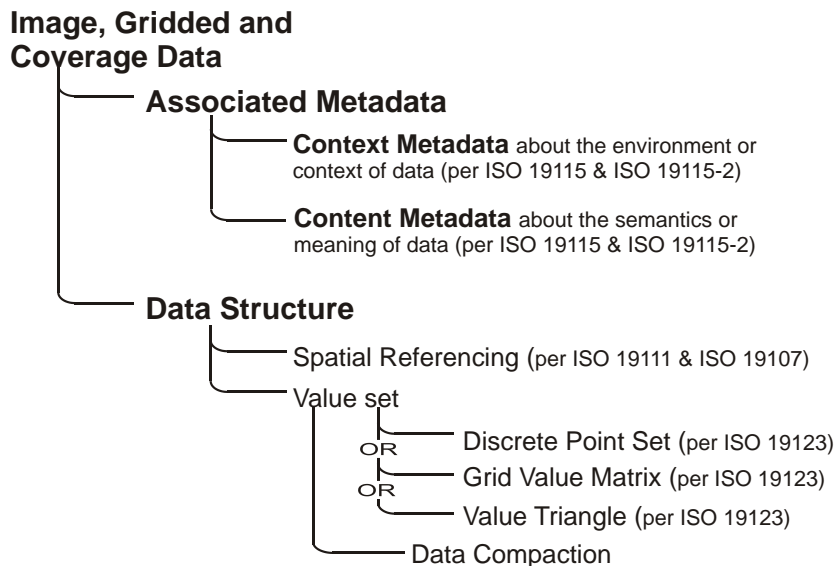 Image, Gridded and
Coverage Data
Associated Metadata
Context Metadata about the environment or
context of data (per ISO 19115 & ISO 19115-2)
Content Metadata about the semantics or
meaning of data (per ISO 19115 & ISO 19115-2)
Data Structure
Spatial Referencing (per ISO 19111 & ISO 19107)
Value set
Discrete Point Set (per ISO 19123)
OR
Grid Value Matrix (per ISO 19123)
OR
Value Triangle (per ISO 19123)
Data Compaction